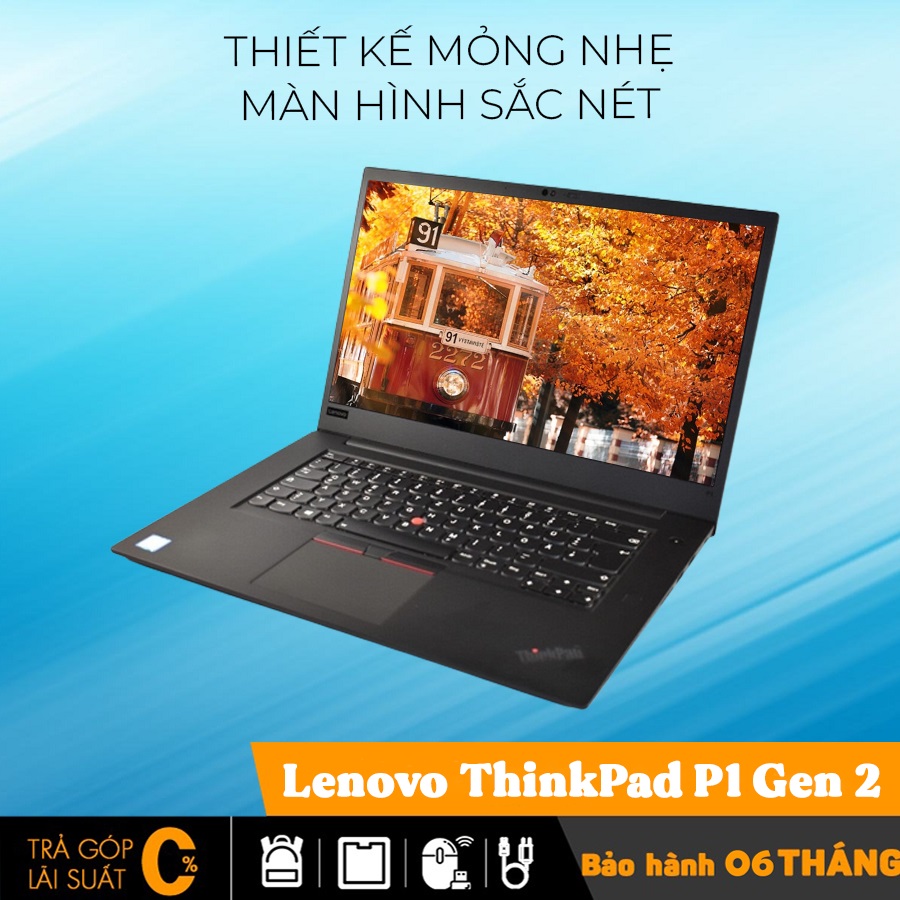 THIẾT KẾ MỎNG NHẸ
MÀN HÌNH SẮC NÉT
91
91
2272
Lenovo
ThinkPad
Lenovo ThinkPad P1 Gen 2
TRẢ GÓP
LÃI SUẤT
0%
Bảo hành 06 THÁNG